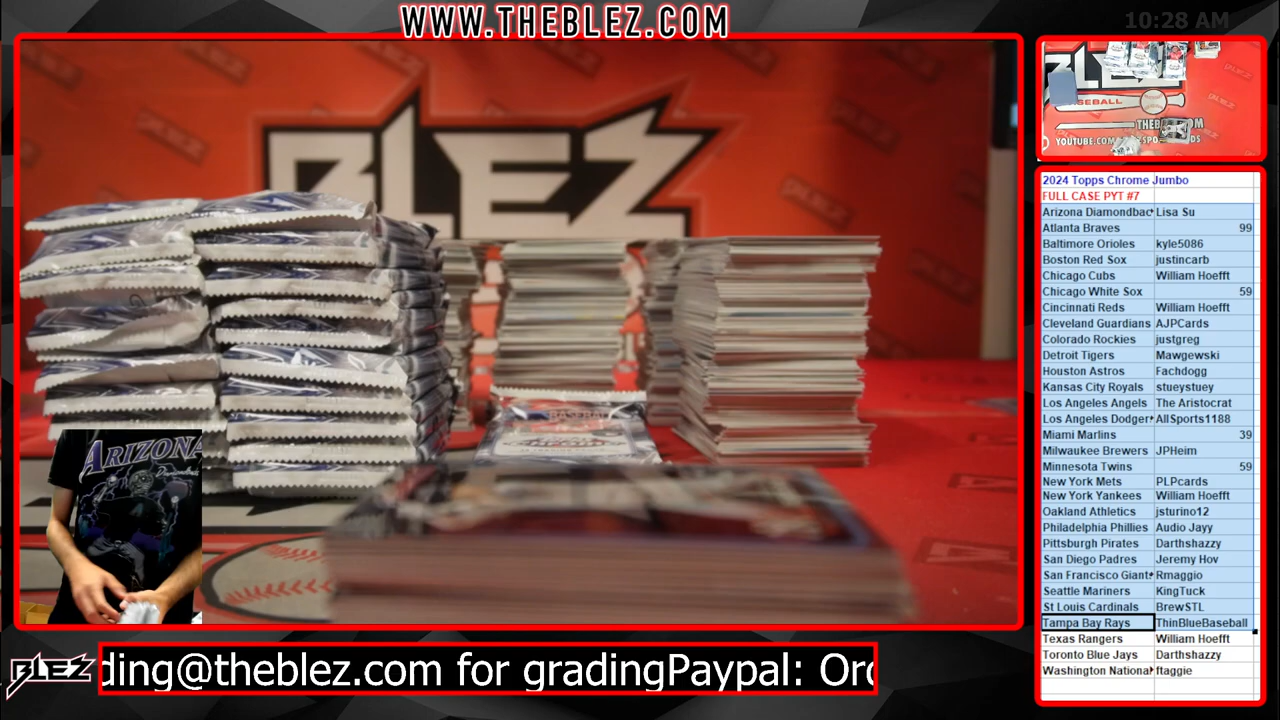 WWW.THEBLEZ.COM
10:28 AM
BLEZ
BASEBALL
ARIZONA
BLEZ
ding@theblez.com for gradingPaypal: Orc
BASEBALL
2024 Topps Chrome Jumbo
FULL CASE PYT #7
Arizona Diamondbac Lisa Su
Atlanta Braves 99
Baltimore Orioles kyle5086
Boston Red Sox justincarb
Chicago Cubs William Hoefft
Chicago White Sox 59
Cincinnati Reds William Hoefft
Cleveland Guardians AJPCards
Colorado Rockies justgreg
Detroit Tigers Mawgewski
Houston Astros Fachdogg
Kansas City Royals stueystuey
Los Angeles Angels The Aristocrat
Los Angeles Dodger AllSports1188
Miami Marlins 39
Milwaukee Brewers JPHeim
Minnesota Twins 59
New York Mets PLPcards
New York Yankees William Hoefft
Oakland Athletics jsturino12
Philadelphia Phillies Audio Jayy
Pittsburgh Pirates Darthshazzy
San Diego Padres Jeremy Hov
San Francisco Giant Rmaggio
Seattle Mariners KingTuck
St Louis Cardinals BrewSTL
Tampa Bay Rays ThinBlueBaseball
Texas Rangers William Hoefft
Toronto Blue Jays Darthshazzy
Washington National ftaggie